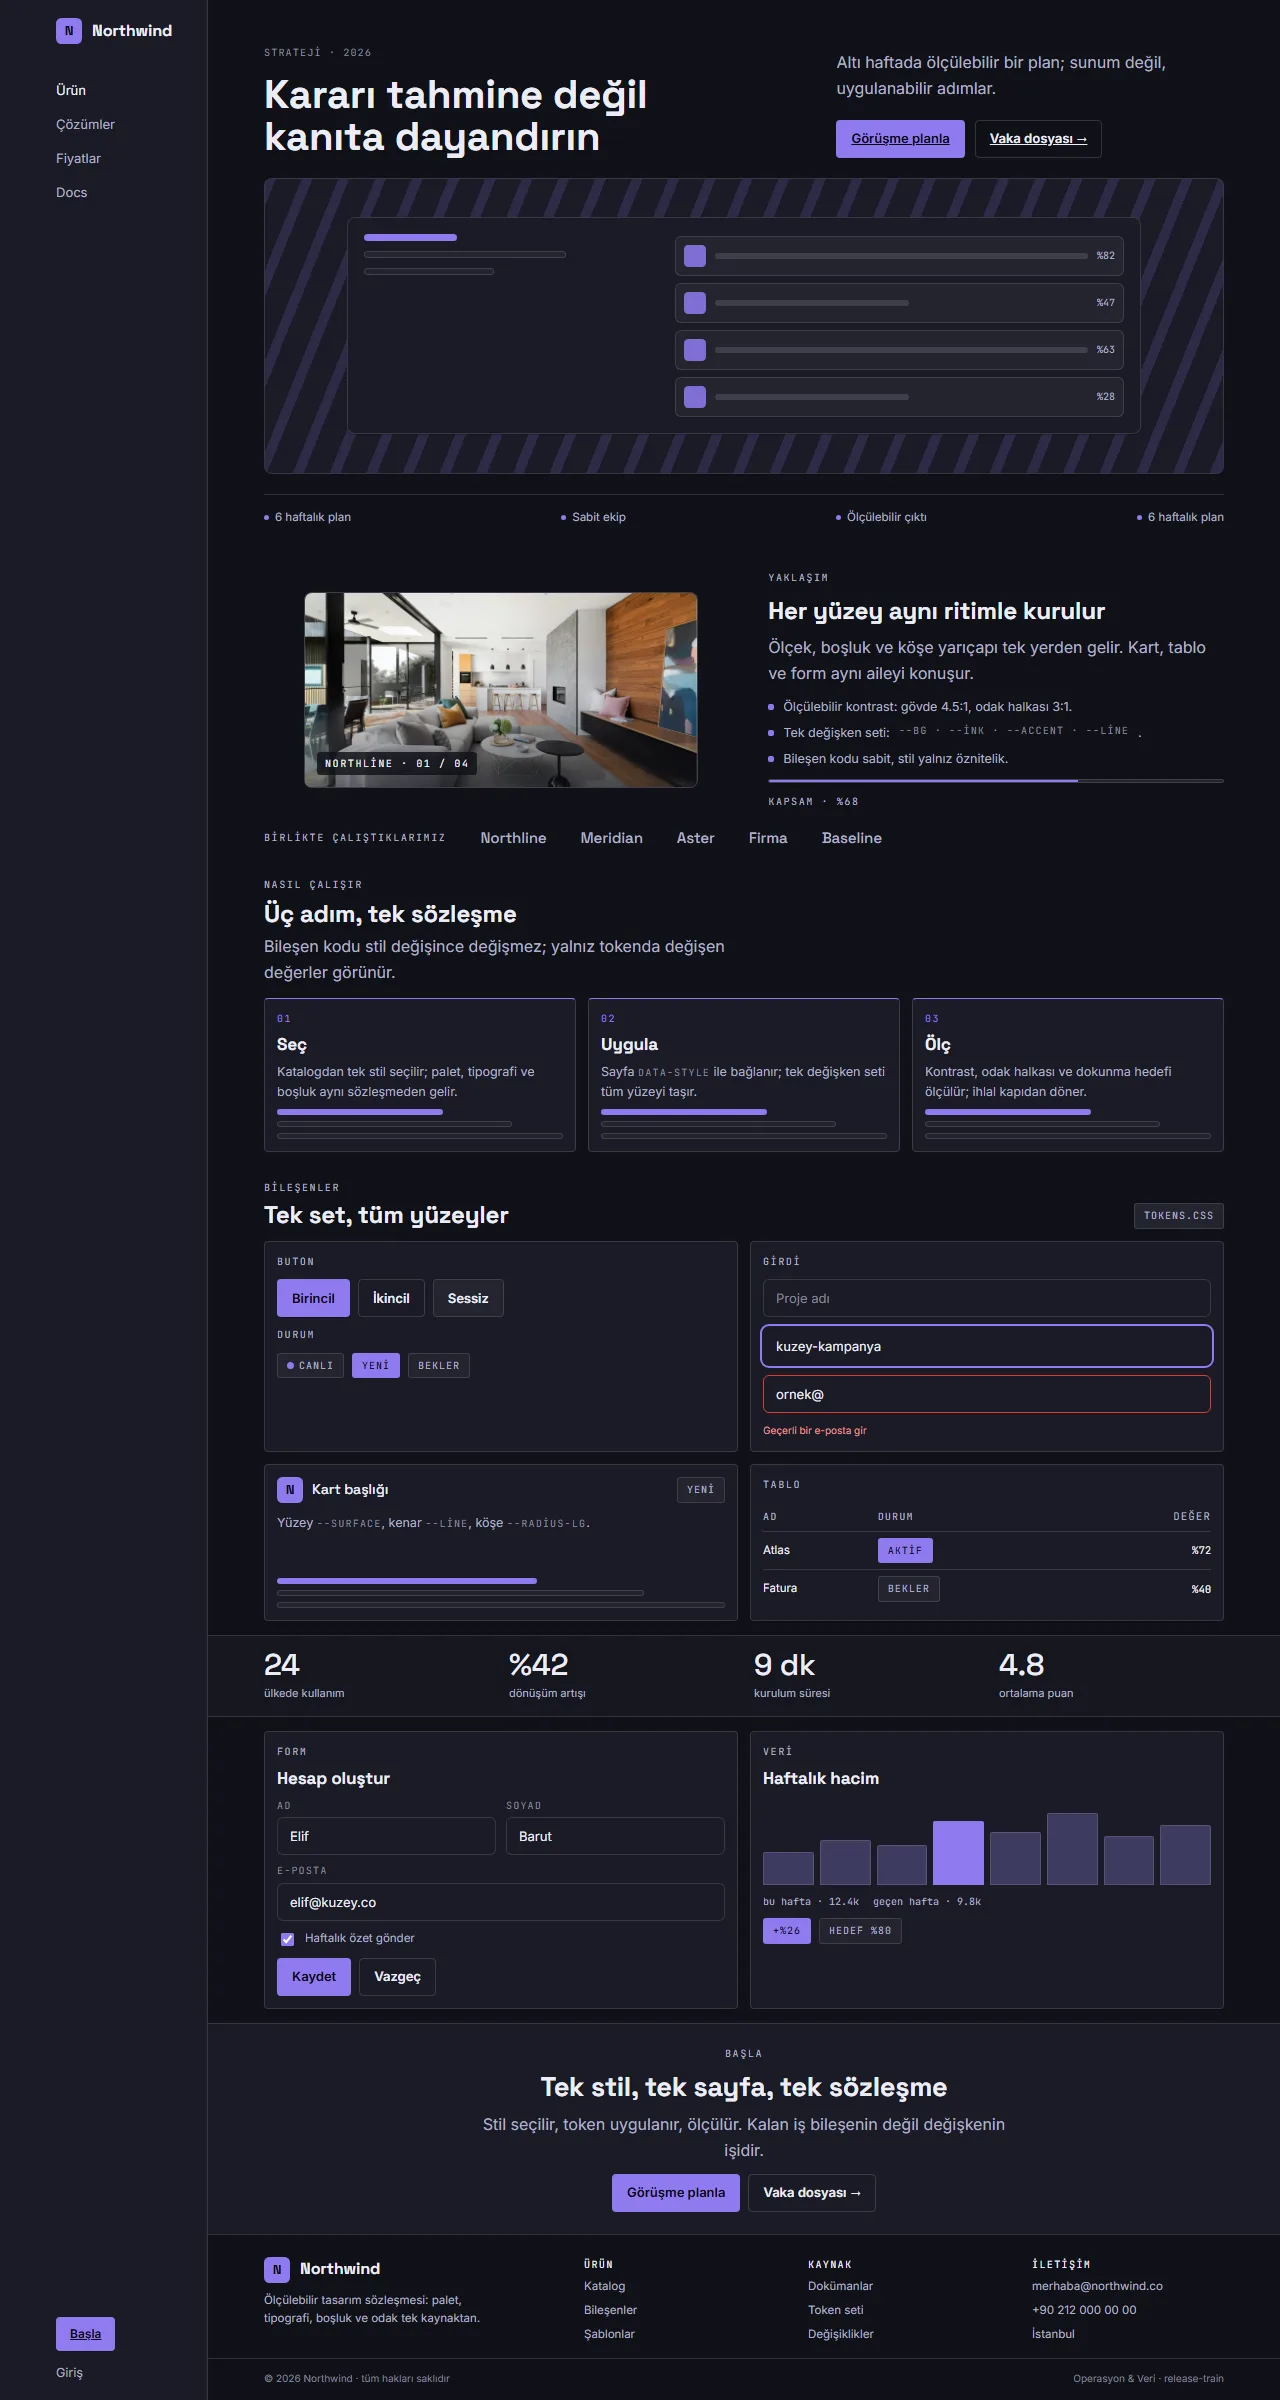 N Northwind
Ürün
Çözümler
Fiyatlar
Docs
Başla
Giriş
STRATEJİ · 2026
Kararı tahmine değil
kanıta dayandırın
Altı haftada ölçülebilir bir plan; sunum değil,
uygulanabilir adımlar.
Görüşme planla
Vaka dosyası →
%82
%47
%63
%28
6 haftalık plan
Sabit ekip
Ölçülebilir çıktı
6 haftalık plan
NORTHLİNE · 01 / 04
YAKLAŞIM
Her yüzey aynı ritimle kurulur
Ölçek, boşluk ve köşe yarıçapı tek yerden gelir. Kart, tablo
ve form aynı aileyi konuşur.
Ölçülebilir kontrast: gövde 4.5:1, odak halkası 3:1.
Tek değişken seti: --BG · --İNK · --ACCENT · --LİNE .
Bileşen kodu sabit, stil yalnız öznitelik.
KAPSAM · %68
BİRLİKTE ÇALIŞTIKLARIMIZ
Northline
Meridian
Aster
Firma
Baseline
NASIL ÇALIŞIR
Üç adım, tek sözleşme
Bileşen kodu stil değişince değişmez; yalnız tokenda değişen
değerler görünür.
01
Seç
Katalogdan tek stil seçilir; palet, tipografi ve
boşluk aynı sözleşmeden gelir.
02
Uygula
Sayfa DATA-STYLE ile bağlanır; tek değişken seti
tüm yüzeyi taşır.
03
Ölç
Kontrast, odak halkası ve dokunma hedefi
ölçülür; ihlal kapıdan döner.
BİLEŞENLER
Tek set, tüm yüzeyler
TOKENS.CSS
BUTON
Birincil
İkincil
Sessiz
DURUM
CANLI
YENİ
BEKLER
GİRDİ
Proje adı
kuzey-kampanya
ornek@
Geçerli bir e-posta gir
N Kart başlığı
YENİ
Yüzey --SURFACE, kenar --LİNE, köşe --RADİUS-LG.
TABLO
AD DURUM DEĞER
Atlas AKTİF %72
Fatura BEKLER %40
24
ülkede kullanım
%42
dönüşüm artışı
9 dk
kurulum süresi
4.8
ortalama puan
FORM
Hesap oluştur
AD
Elif
SOYAD
Barut
E-POSTA
elif@kuzey.co
Haftalık özet gönder
Kaydet
Vazgeç
VERİ
Haftalık hacim
bu hafta · 12.4k geçen hafta · 9.8k
+%26
HEDEF %80
BAŞLA
Tek stil, tek sayfa, tek sözleşme
Stil seçilir, token uygulanır, ölçülür. Kalan iş bileşenin değil değişkenin
işidir.
Görüşme planla
Vaka dosyası →
N Northwind
Ölçülebilir tasarım sözleşmesi: palet,
tipografi, boşluk ve odak tek kaynaktan.
ÜRÜN
Katalog
Bileşenler
Şablonlar
KAYNAK
Dokümanlar
Token seti
Değişiklikler
İLETİŞİM
merhaba@northwind.co
+90 212 000 00 00
İstanbul
© 2026 Northwind · tüm hakları saklıdır
Operasyon & Veri · release-train